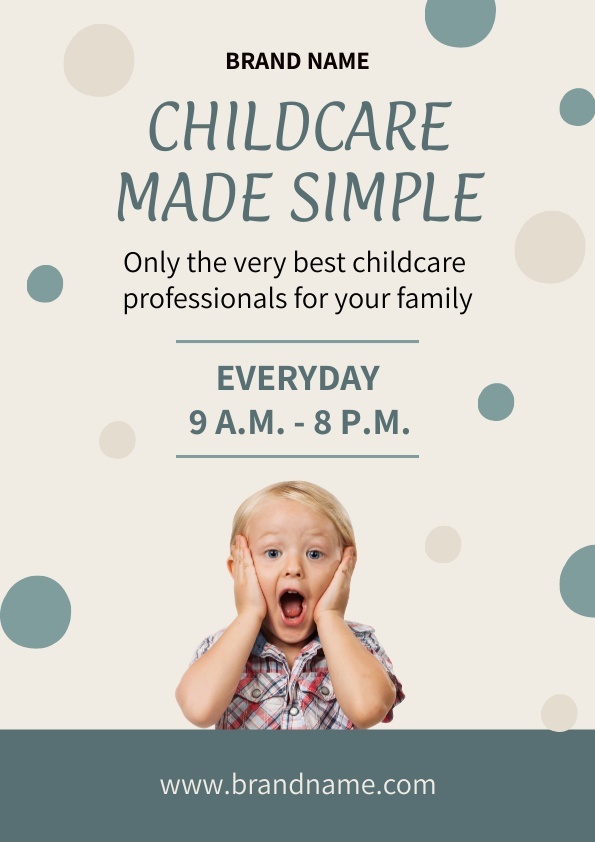 BRAND NAME
CHILDCARE
MADE SIMPLE
Only the very best childcare
professionals for your family
EVERYDAY
9 A.M. - 8 P.M.
www.brandname.com